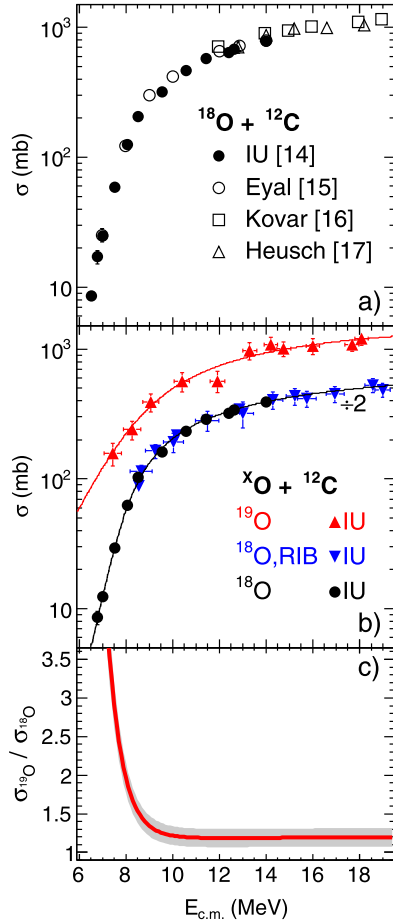 10³
10²
10
σ (mb)
¹⁸O + ¹²C
IU [14]
Eyal [15]
Kovar [16]
Heusch [17]
a)
10³
10²
10
σ (mb)
÷2
ˣO + ¹²C
¹⁹O IU
¹⁸O,RIB IU
¹⁸O IU
b)
3.5
3
2.5
2
1.5
1
σ₁₉O / σ₁₈O
c)
6 8 10 12 14 16 18
E_c.m. (MeV)